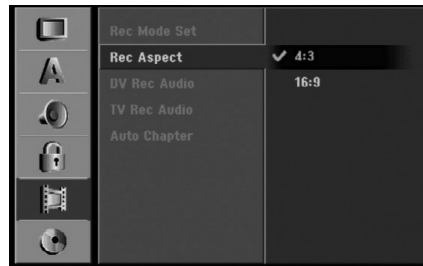 Rec Mode Set
Rec Aspect
✔ 4:3
DV Rec Audio
16:9
TV Rec Audio
Auto Chapter